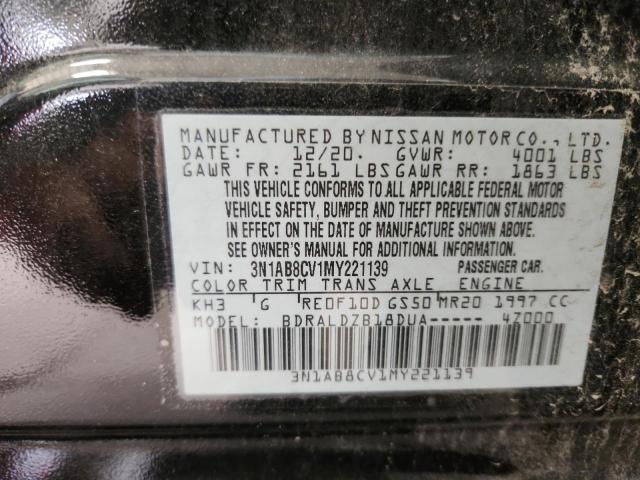 MANUFACTURED BY NISSAN MOTOR CO., LTD.
DATE: 12/20. GVWR: 4001 LBS
GAWR FR: 2161 LBS GAWR RR: 1863 LBS
THIS VEHICLE CONFORMS TO ALL APPLICABLE FEDERAL MOTOR
VEHICLE SAFETY, BUMPER AND THEFT PREVENTION STANDARDS
IN EFFECT ON THE DATE OF MANUFACTURE SHOWN ABOVE.
SEE OWNER'S MANUAL FOR ADDITIONAL INFORMATION.
VIN: 3N1AB8CV1MY221139 PASSENGER CAR.
COLOR TRIM TRANS AXLE ENGINE
KH3 G RE0F10D GS50 MR20 1997 CC
MODEL: BDRALDZB18DUA----- 4Z000
3N1AB8CV1MY221139